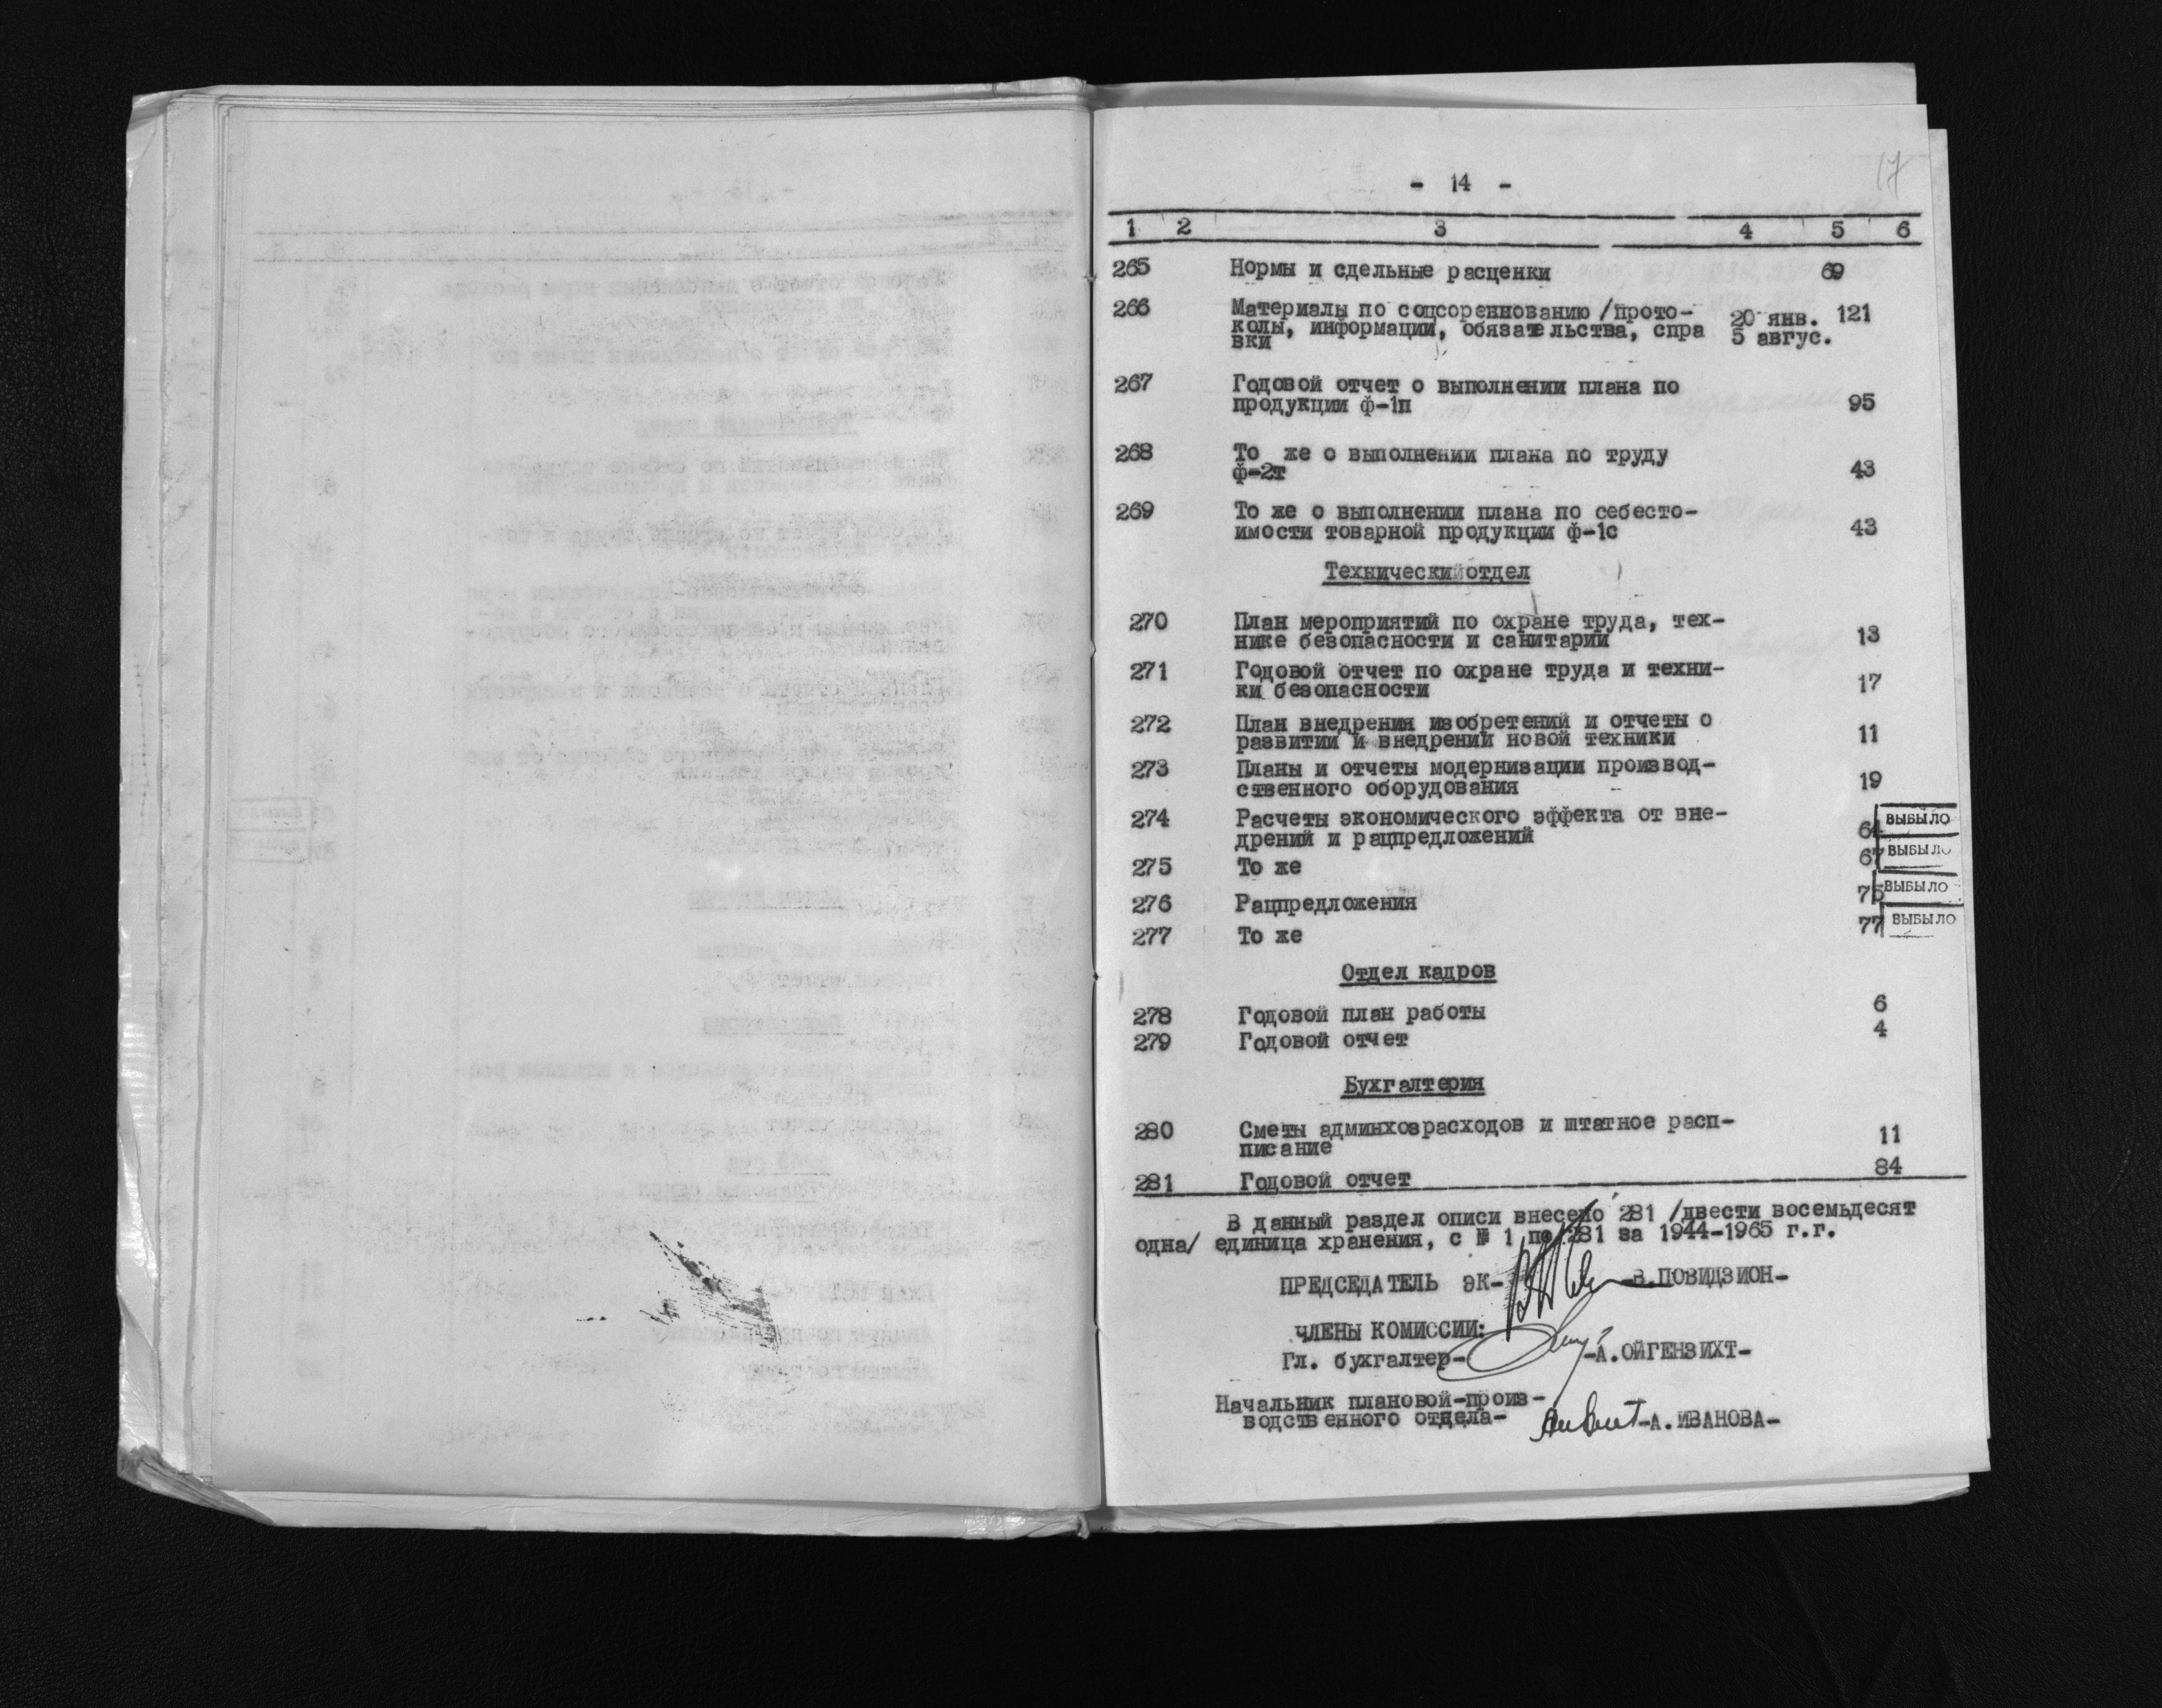 17
- 14 -
1 2 3 4 5 6
265 Нормы и сдельные расценки 69
266 Материалы по соцсореннованию /прото- 20 янв. 121
колы, информации, обязательства, спра 5 авгус.
вки
267 Годовой отчет о выполнении плана по
продукции ф-1п 95
268 То же о выполнении плана по труду
ф-2т 43
269 То же о выполнении плана по себесто-
имости товарной продукции ф-1с 43
Технический отдел
270 План мероприятий по охране труда, тех-
нике безопасности и санитарии 13
271 Годовой отчет по охране труда и техни-
ки безопасности 17
272 План внедрения изобретений и отчеты о
развитии и внедрении новой техники 11
273 Планы и отчеты модернизации производ-
ственного оборудования 19
274 Расчеты экономического эффекта от вне-
дрений и рацпредложений 64 ВЫБЫЛО
275 То же 67 ВЫБЫЛО
276 Рацпредложения 75 ВЫБЫЛО
277 То же 77 ВЫБЫЛО
Отдел кадров
278 Годовой план работы 6
279 Годовой отчет 4
Бухгалтерия
280 Сметы админхозрасходов и штатное расп-
писание 11
281 Годовой отчет 84
В данный раздел описи внесено 281 /двести восемьдесят
одна/ единица хранения, с № 1 по 281 за 1944-1965 г.г.
ПРЕДСЕДАТЕЛЬ ЭК- -В.ПОВИДЗИОН-
ЧЛЕНЫ КОМИССИИ:
Гл. бухгалтер- -А.ОЙГЕНЗИХТ-
Начальник плановой-произ-
водственного отдела- -А.ИВАНОВА-